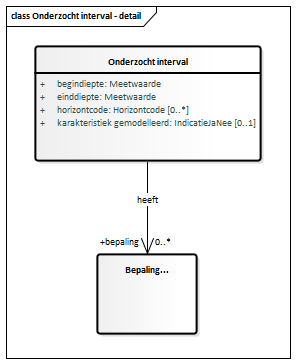 class Onderzocht interval - detail
Onderzocht interval
+ begindiepte: Meetwaarde
+ einddiepte: Meetwaarde
+ horizontcode: Horizontcode [0..*]
+ karakteristiek gemodelleerd: IndicatieJaNee [0..1]
heeft
+bepaling 0..*
Bepaling...